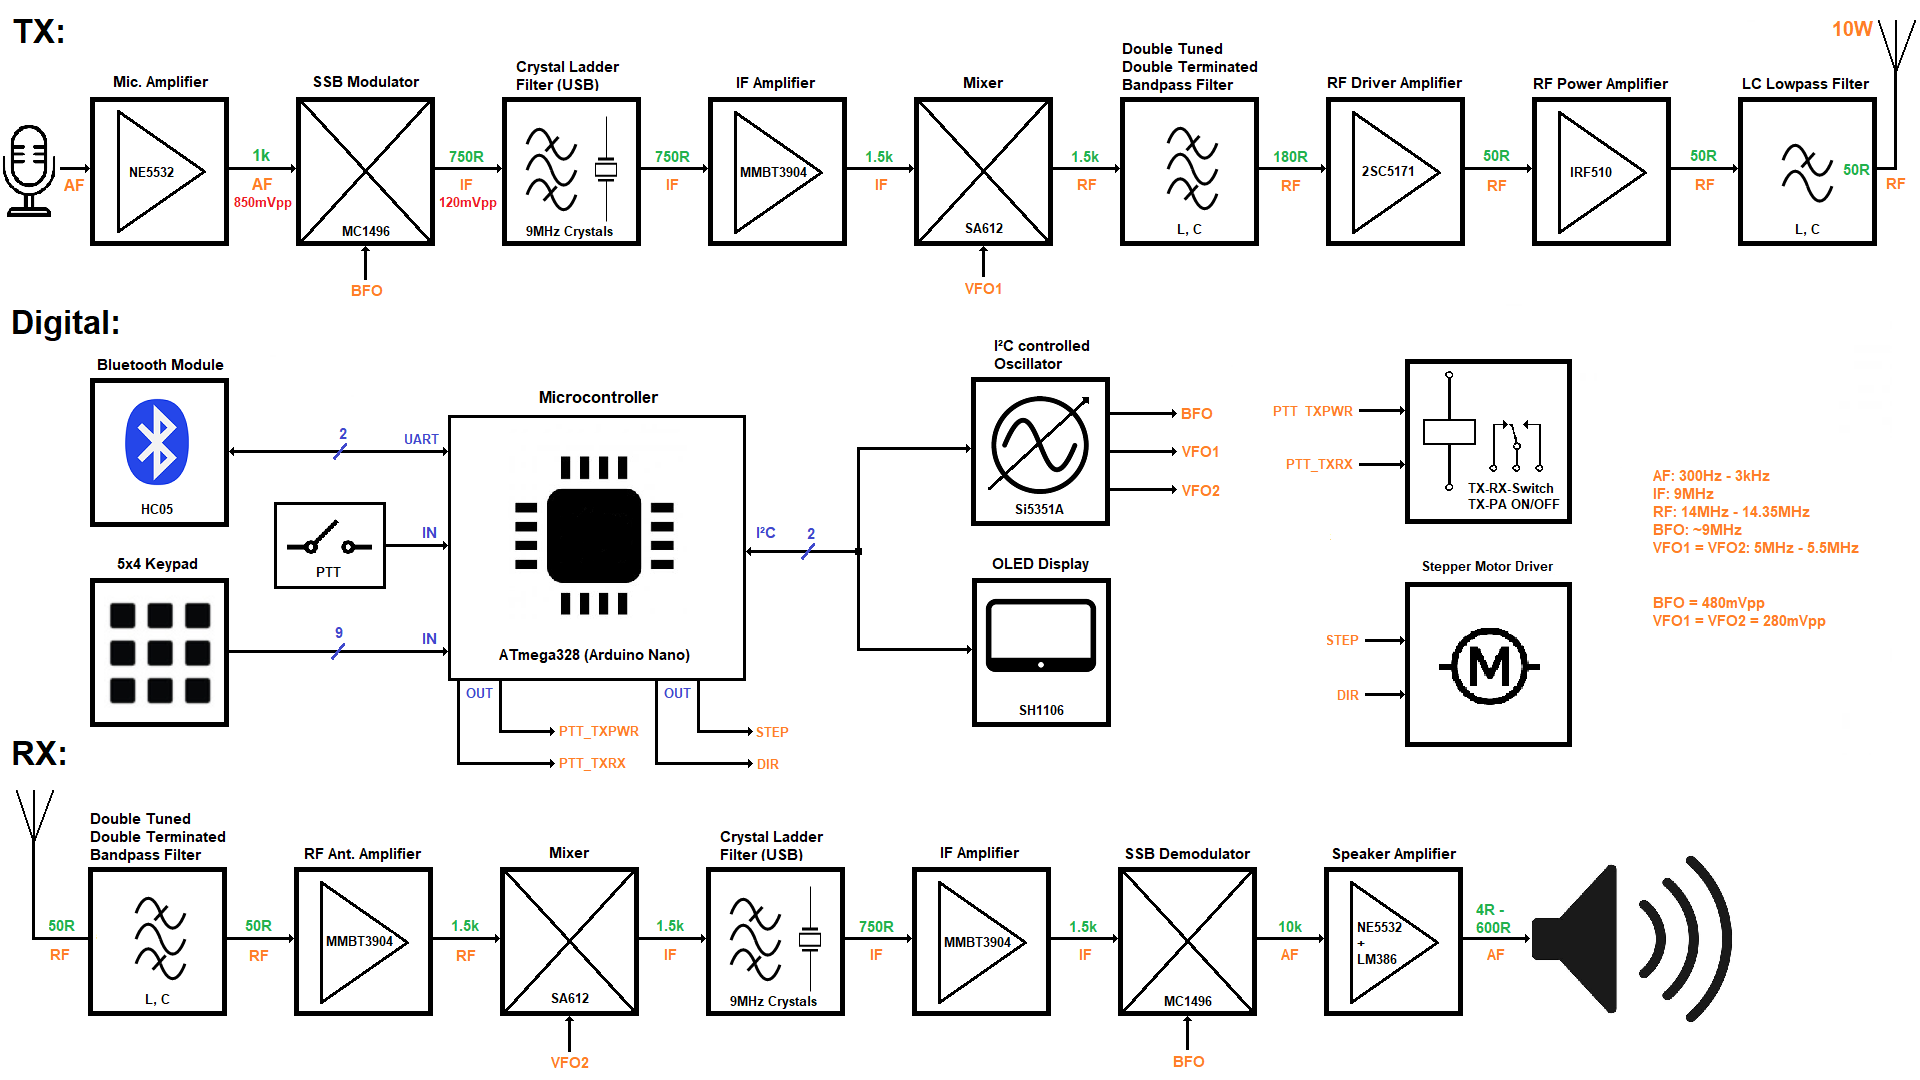 TX:
10W
Mic. Amplifier
SSB Modulator
Crystal Ladder
Filter (USB)
IF Amplifier
Mixer
Double Tuned
Double Terminated
Bandpass Filter
RF Driver Amplifier
RF Power Amplifier
LC Lowpass Filter
AF
NE5532
1k
AF
850mVpp
MC1496
BFO
750R
IF
120mVpp
9MHz Crystals
750R
IF
MMBT3904
1.5k
IF
SA612
VFO1
1.5k
RF
L, C
180R
RF
2SC5171
50R
RF
IRF510
50R
RF
L, C
50R
RF
Digital:
Bluetooth Module
HC05
2
UART
PTT
IN
5x4 Keypad
9
IN
Microcontroller
ATmega328 (Arduino Nano)
OUT
OUT
PTT_TXPWR
PTT_TXRX
STEP
DIR
I²C
2
I²C controlled
Oscillator
Si5351A
BFO
VFO1
VFO2
OLED Display
SH1106
PTT TXPWR
PTT_TXRX
TX-RX-Switch
TX-PA ON/OFF
Stepper Motor Driver
STEP
DIR
M
AF: 300Hz - 3kHz
IF: 9MHz
RF: 14MHz - 14.35MHz
BFO: ~9MHz
VFO1 = VFO2: 5MHz - 5.5MHz
BFO = 480mVpp
VFO1 = VFO2 = 280mVpp
RX:
Double Tuned
Double Terminated
Bandpass Filter
RF Ant. Amplifier
Mixer
Crystal Ladder
Filter (USB)
IF Amplifier
SSB Demodulator
Speaker Amplifier
50R
RF
L, C
50R
RF
MMBT3904
1.5k
RF
SA612
VFO2
1.5k
IF
9MHz Crystals
750R
IF
MMBT3904
1.5k
IF
MC1496
BFO
10k
AF
NE5532
+
LM386
4R -
600R
AF